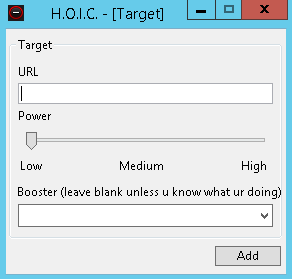 H.O.I.C. - [Target]
Target
URL
Power
Low Medium High
Booster (leave blank unless u know what ur doing)
Add